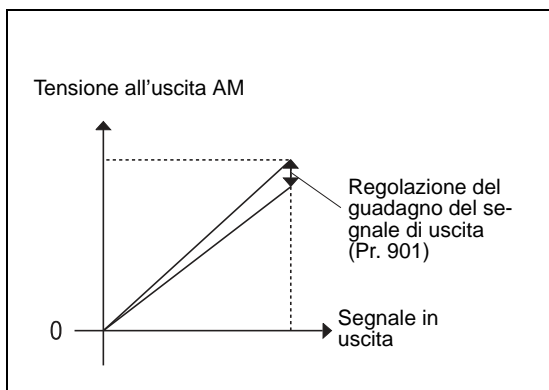 Tensione all'uscita AM
Regolazione del
guadagno del se-
gnale di uscita
(Pr. 901)
0
Segnale in
uscita